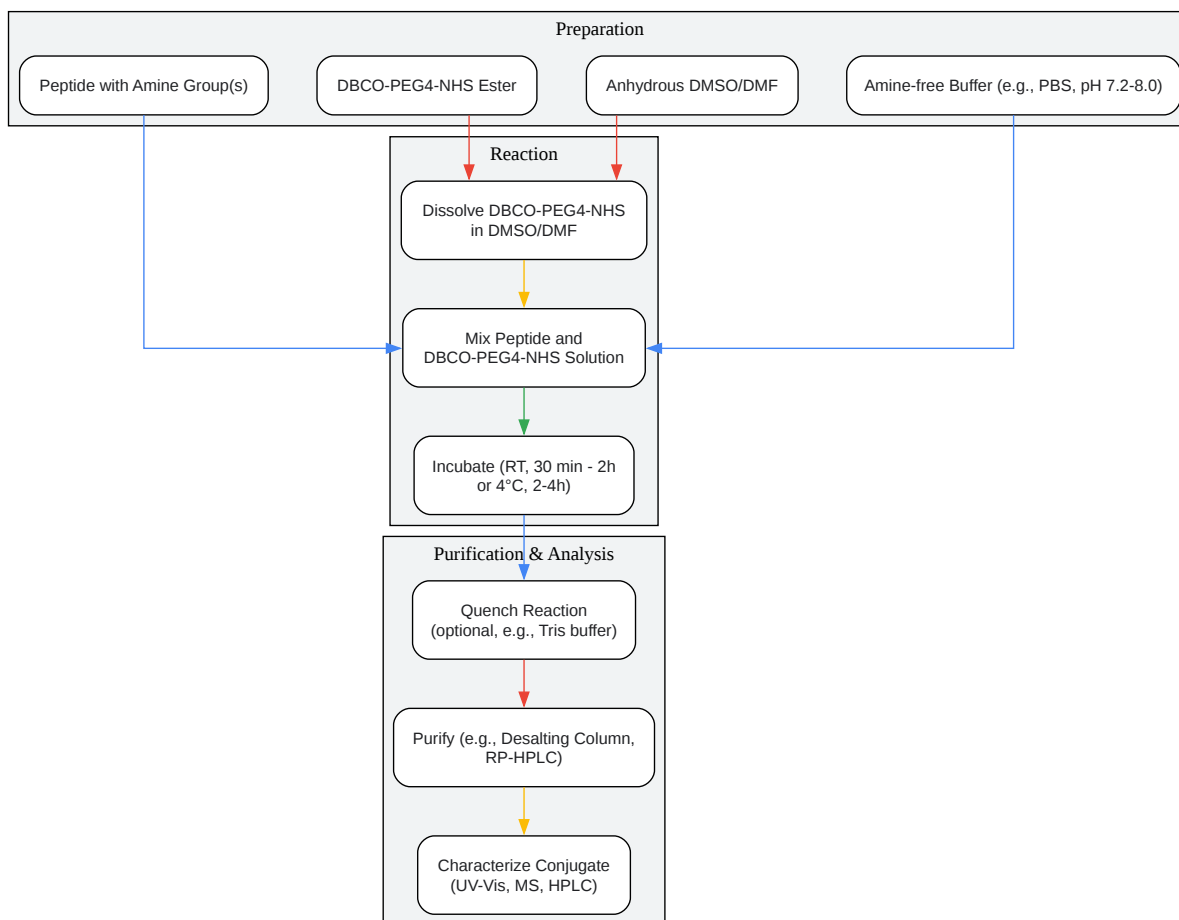 Preparation
Peptide with Amine Group(s)
DBCO-PEG4-NHS Ester
Anhydrous DMSO/DMF
Amine-free Buffer (e.g., PBS, pH 7.2-8.0)
Reaction
Dissolve DBCO-PEG4-NHS
in DMSO/DMF
Mix Peptide and
DBCO-PEG4-NHS Solution
Incubate (RT, 30 min - 2h
or 4°C, 2-4h)
Purification & Analysis
Quench Reaction
(optional, e.g., Tris buffer)
Purify (e.g., Desalting Column,
RP-HPLC)
Characterize Conjugate
(UV-Vis, MS, HPLC)